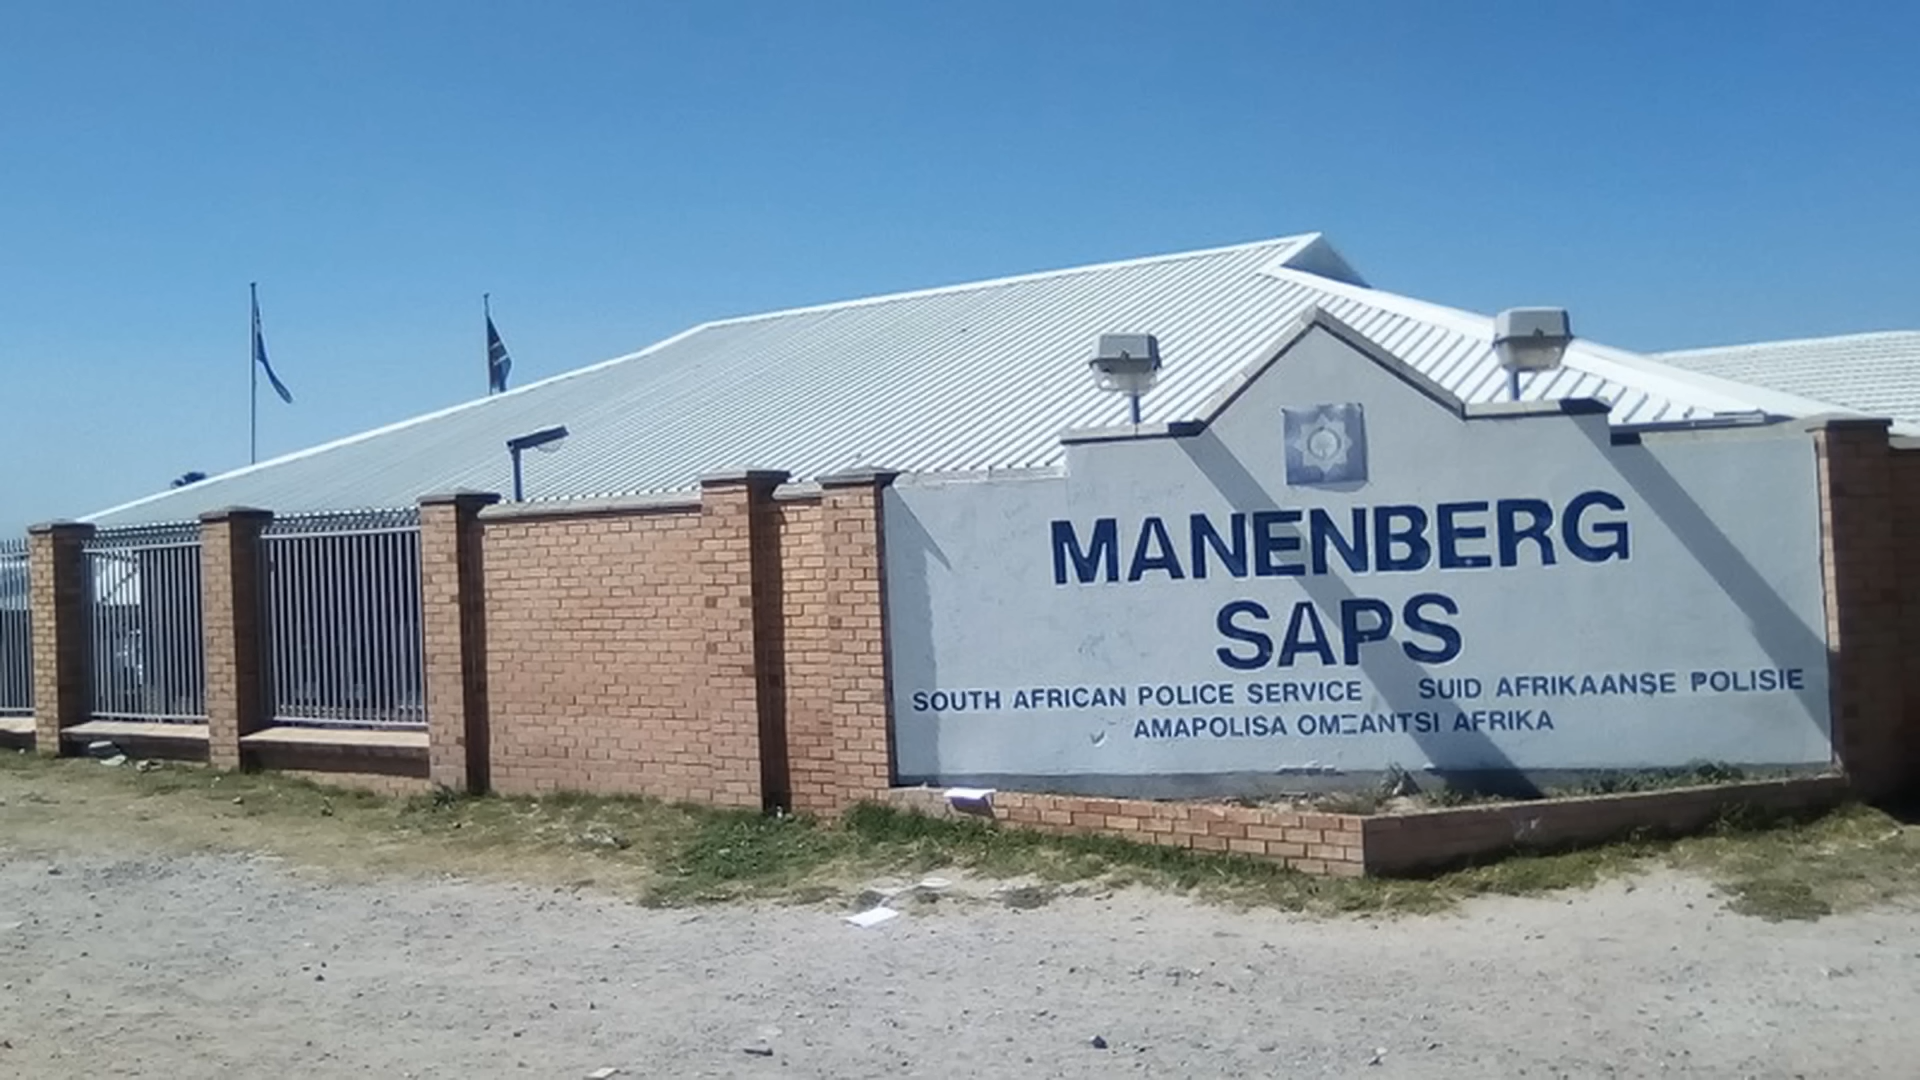 MANENBERG
SAPS
SOUTH AFRICAN POLICE SERVICE SUID AFRIKAANSE POLISIE
AMAPOLISA OMZANTSI AFRIKA